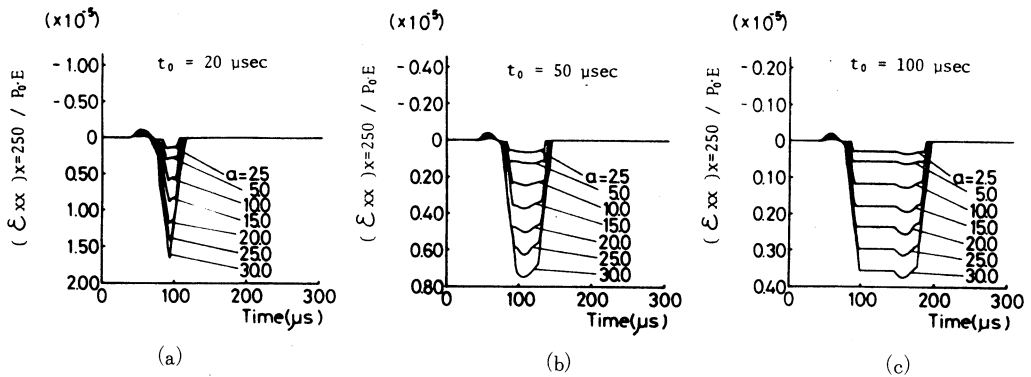 (×10⁻⁵)
(εxx)x=250 / P₀·E
t₀ = 20 μsec
- 1.00
- 0.50
0
0.50
1.00
1.50
2.00
a=2.5
5.0
10.0
15.0
20.0
25.0
30.0
0 100 200 300
Time(μs)
(a)
(×10⁻⁵)
(εxx)x=250 / P₀·E
t₀ = 50 μsec
- 0.40
- 0.20
0
0.20
0.40
0.60
0.80
a=2.5
5.0
10.0
15.0
20.0
25.0
30.0
0 100 200 300
Time(μs)
(b)
(×10⁻⁵)
(εxx)x=250 / P₀·E
t₀ = 100 μsec
- 0.20
- 0.10
0
0.10
0.20
0.30
0.40
a=2.5
5.0
10.0
15.0
20.0
25.0
30.0
0 100 200 300
Time(μs)
(c)